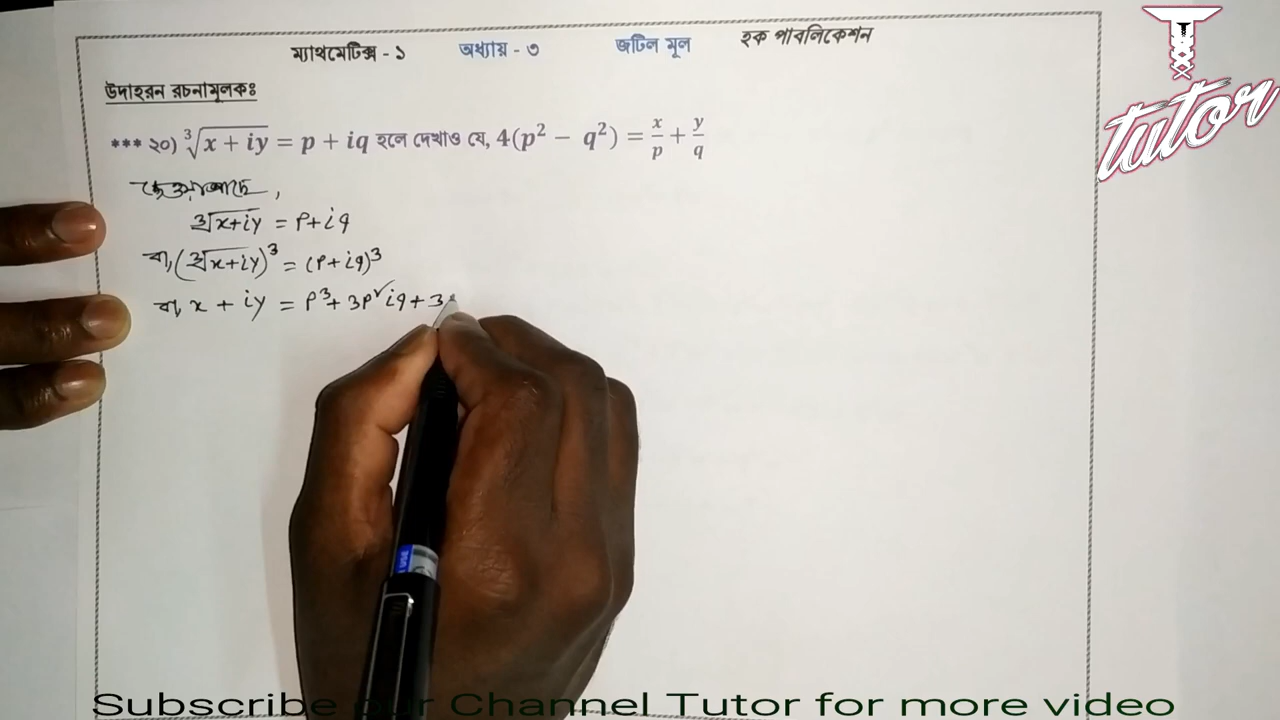 ম্যাথমেটিক্স - ১ অধ্যায় - ৩ জটিল মূল হক পাবলিকেশন
উদাহরন রচনামূলকঃ
*** ২০) ∛(x + iy) = p + iq হলে দেখাও যে, 4(p² − q²) = x/p + y/q
দেওয়া আছে,
∛(x+iy) = P+iq
বা, (∛(x+iy))³ = (P+iq)³
বা, x + iy = P³ + 3P² iq + 3
Subscribe our Channel Tutor for more video
T
tutor